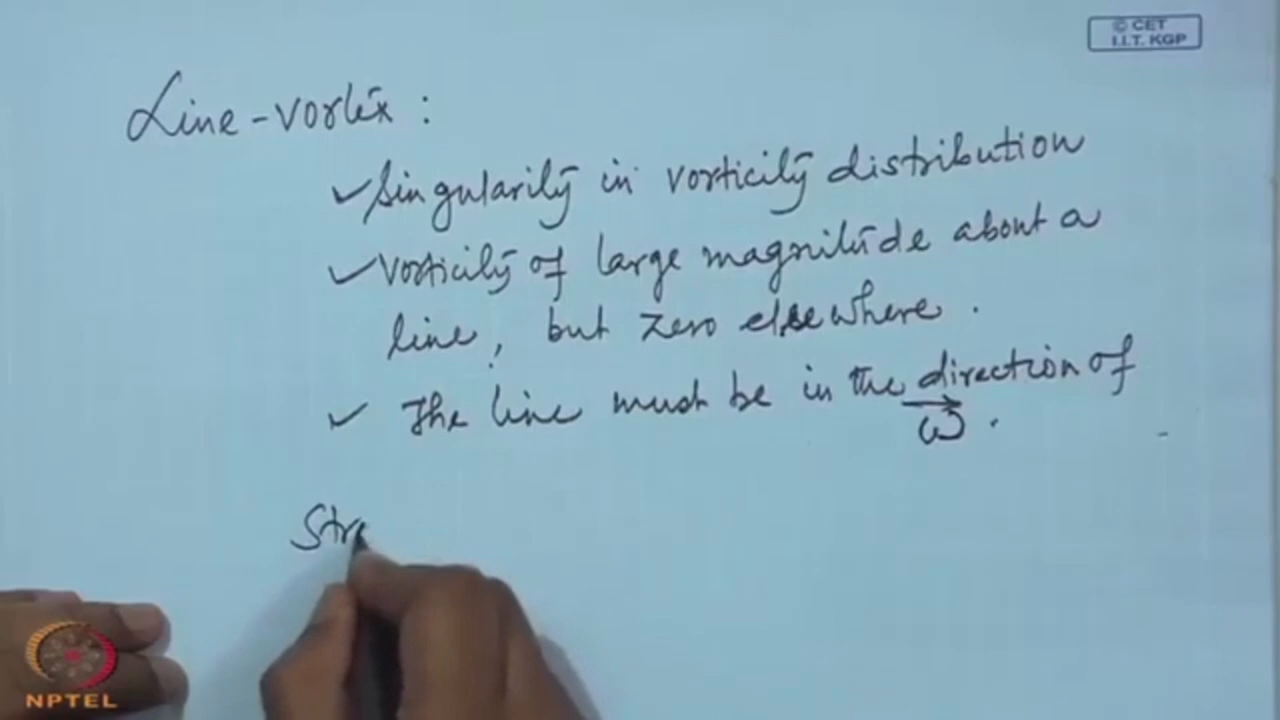 © CET
I.I.T. KGP
Line-vortex :
✓ Singularity in vorticity distribution
✓ Vorticity of large magnitude about a
line, but zero elsewhere .
✓ The line must be in the direction of
ω⃗ .
Str
NPTEL